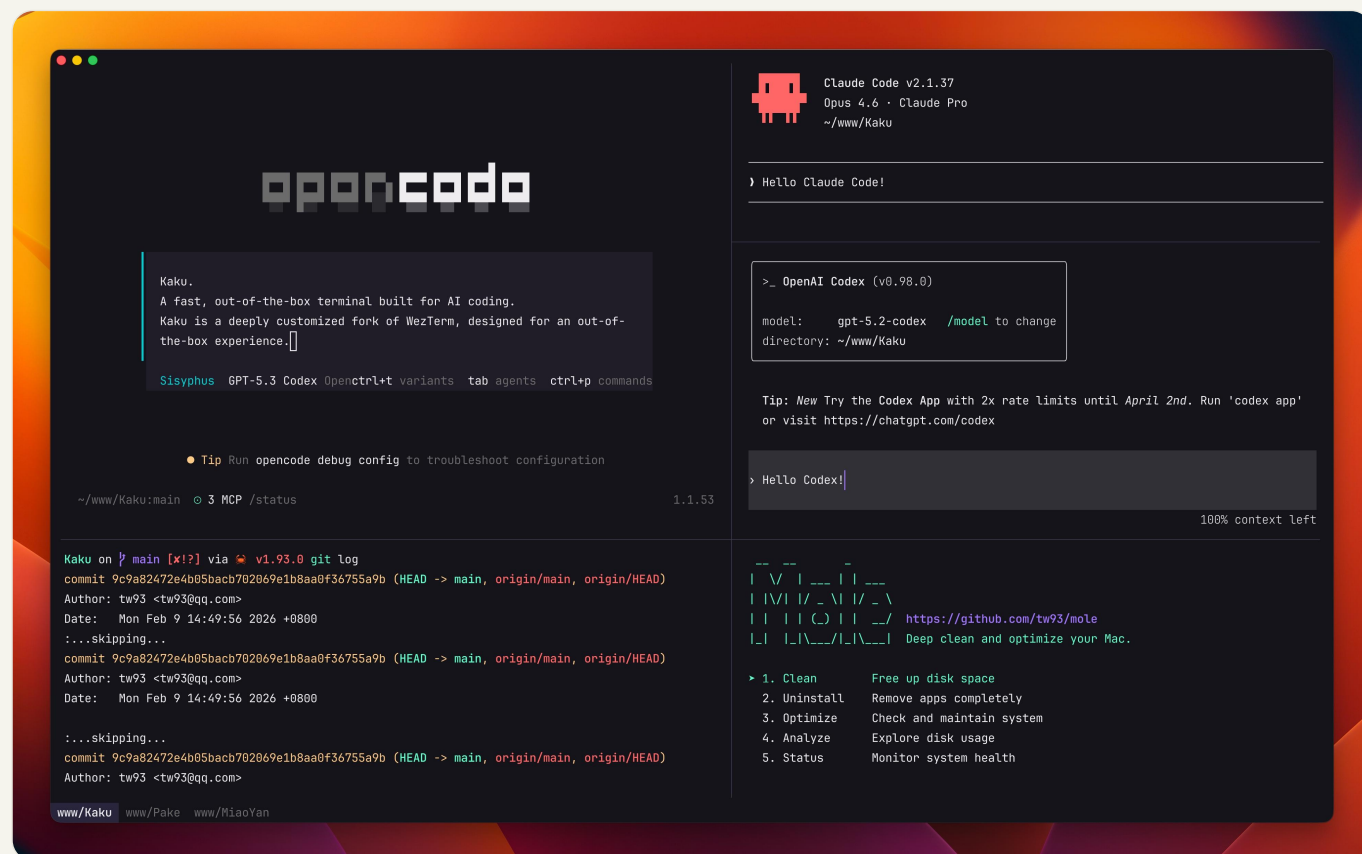 opencode
Kaku.
A fast, out-of-the-box terminal built for AI coding.
Kaku is a deeply customized fork of WezTerm, designed for an out-of-
the-box experience.
Sisyphus  GPT-5.3 Codex Openctrl+t variants  tab agents  ctrl+p commands
● Tip Run opencode debug config to troubleshoot configuration
~/www/Kaku:main  ⊙ 3 MCP /status  1.1.53
Claude Code v2.1.37
Opus 4.6 · Claude Pro
~/www/Kaku
❯ Hello Claude Code!
>_ OpenAI Codex (v0.98.0)
model:     gpt-5.2-codex   /model to change
directory: ~/www/Kaku
Tip: New Try the Codex App with 2x rate limits until April 2nd. Run 'codex app'
or visit https://chatgpt.com/codex
› Hello Codex!
100% context left
Kaku on main [✘!?] via 🦀 v1.93.0 git log
commit 9c9a82472e4b05bacb702069e1b8aa0f36755a9b (HEAD -> main, origin/main, origin/HEAD)
Author: tw93 <tw93@qq.com>
Date:   Mon Feb 9 14:49:56 2026 +0800
:...skipping...
commit 9c9a82472e4b05bacb702069e1b8aa0f36755a9b (HEAD -> main, origin/main, origin/HEAD)
Author: tw93 <tw93@qq.com>
Date:   Mon Feb 9 14:49:56 2026 +0800
:...skipping...
commit 9c9a82472e4b05bacb702069e1b8aa0f36755a9b (HEAD -> main, origin/main, origin/HEAD)
Author: tw93 <tw93@qq.com>
Mole
https://github.com/tw93/mole
Deep clean and optimize your Mac.
➤ 1. Clean        Free up disk space
2. Uninstall    Remove apps completely
3. Optimize     Check and maintain system
4. Analyze      Explore disk usage
5. Status       Monitor system health
www/Kaku  www/Pake  www/MiaoYan